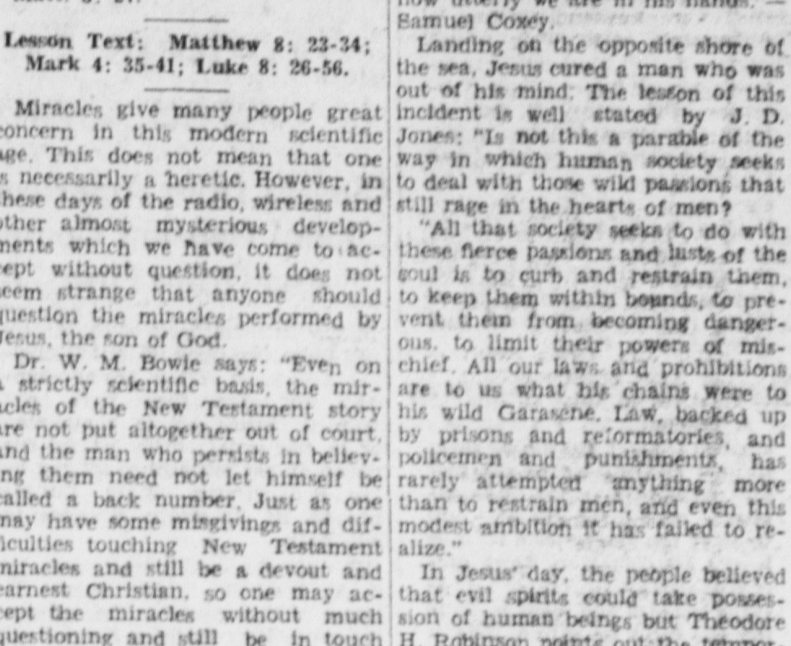 Lesson Text: Matthew 8: 23-34;
Mark 4: 35-41; Luke 8: 26-56.
Miracles give many people great
concern in this modern scientific
age. This does not mean that one
s necessarily a heretic. However, in
hese days of the radio, wireless and
other almost mysterious develop-
ments which we have come to ac-
cept without question, it does not
seem strange that anyone should
question the miracles performed by
Jesus, the son of God.
Dr. W. M. Bowie says: "Even on
a strictly scientific basis, the mir-
acles of the New Testament story
are not put altogether out of court,
and the man who persists in believ-
ing them need not let himself be
called a back number. Just as one
may have some misgivings and dif-
ficulties touching New Testament
miracles and still be a devout and
earnest Christian, so one may ac-
cept the miracles without much
questioning and still be in touch
utterly we are in his hands. —
Samuel Coxey.
Landing on the opposite shore of
the sea, Jesus cured a man who was
out of his mind. The lesson of this
incident is well stated by J. D.
Jones: "Is not this a parable of the
way in which human society seeks
to deal with those wild passions that
still rage in the hearts of men?
"All that society seeks to do with
these fierce passions and lusts of the
soul is to curb and restrain them,
to keep them within bounds, to pre-
vent them from becoming danger-
ous, to limit their powers of mis-
chief. All our laws and prohibitions
are to us what his chains were to
his wild Garasene. Law, backed up
by prisons and reformatories, and
policemen and punishments, has
rarely attempted anything more
than to restrain men, and even this
modest ambition it has failed to re-
alize."
In Jesus' day, the people believed
that evil spirits could take posses-
sion of human beings but Theodore
H. Robinson points out the tempor-